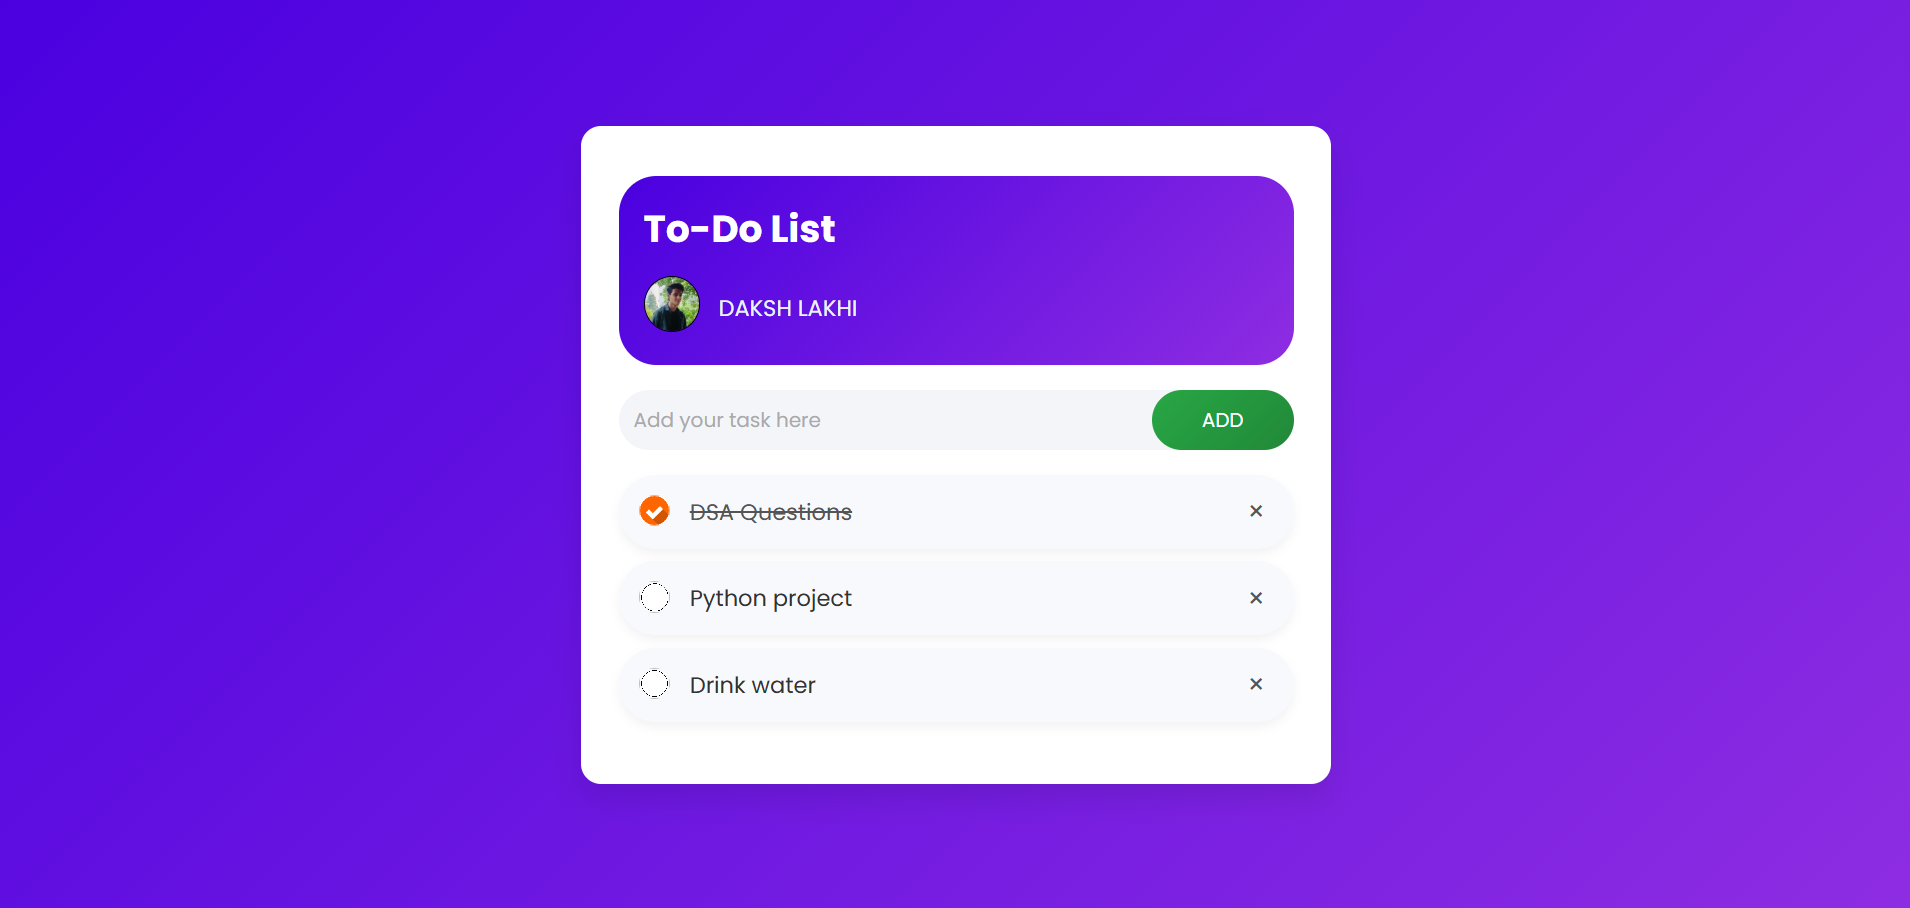 To-Do List
DAKSH LAKHI
Add your task here
ADD
DSA Questions
×
Python project
×
Drink water
×